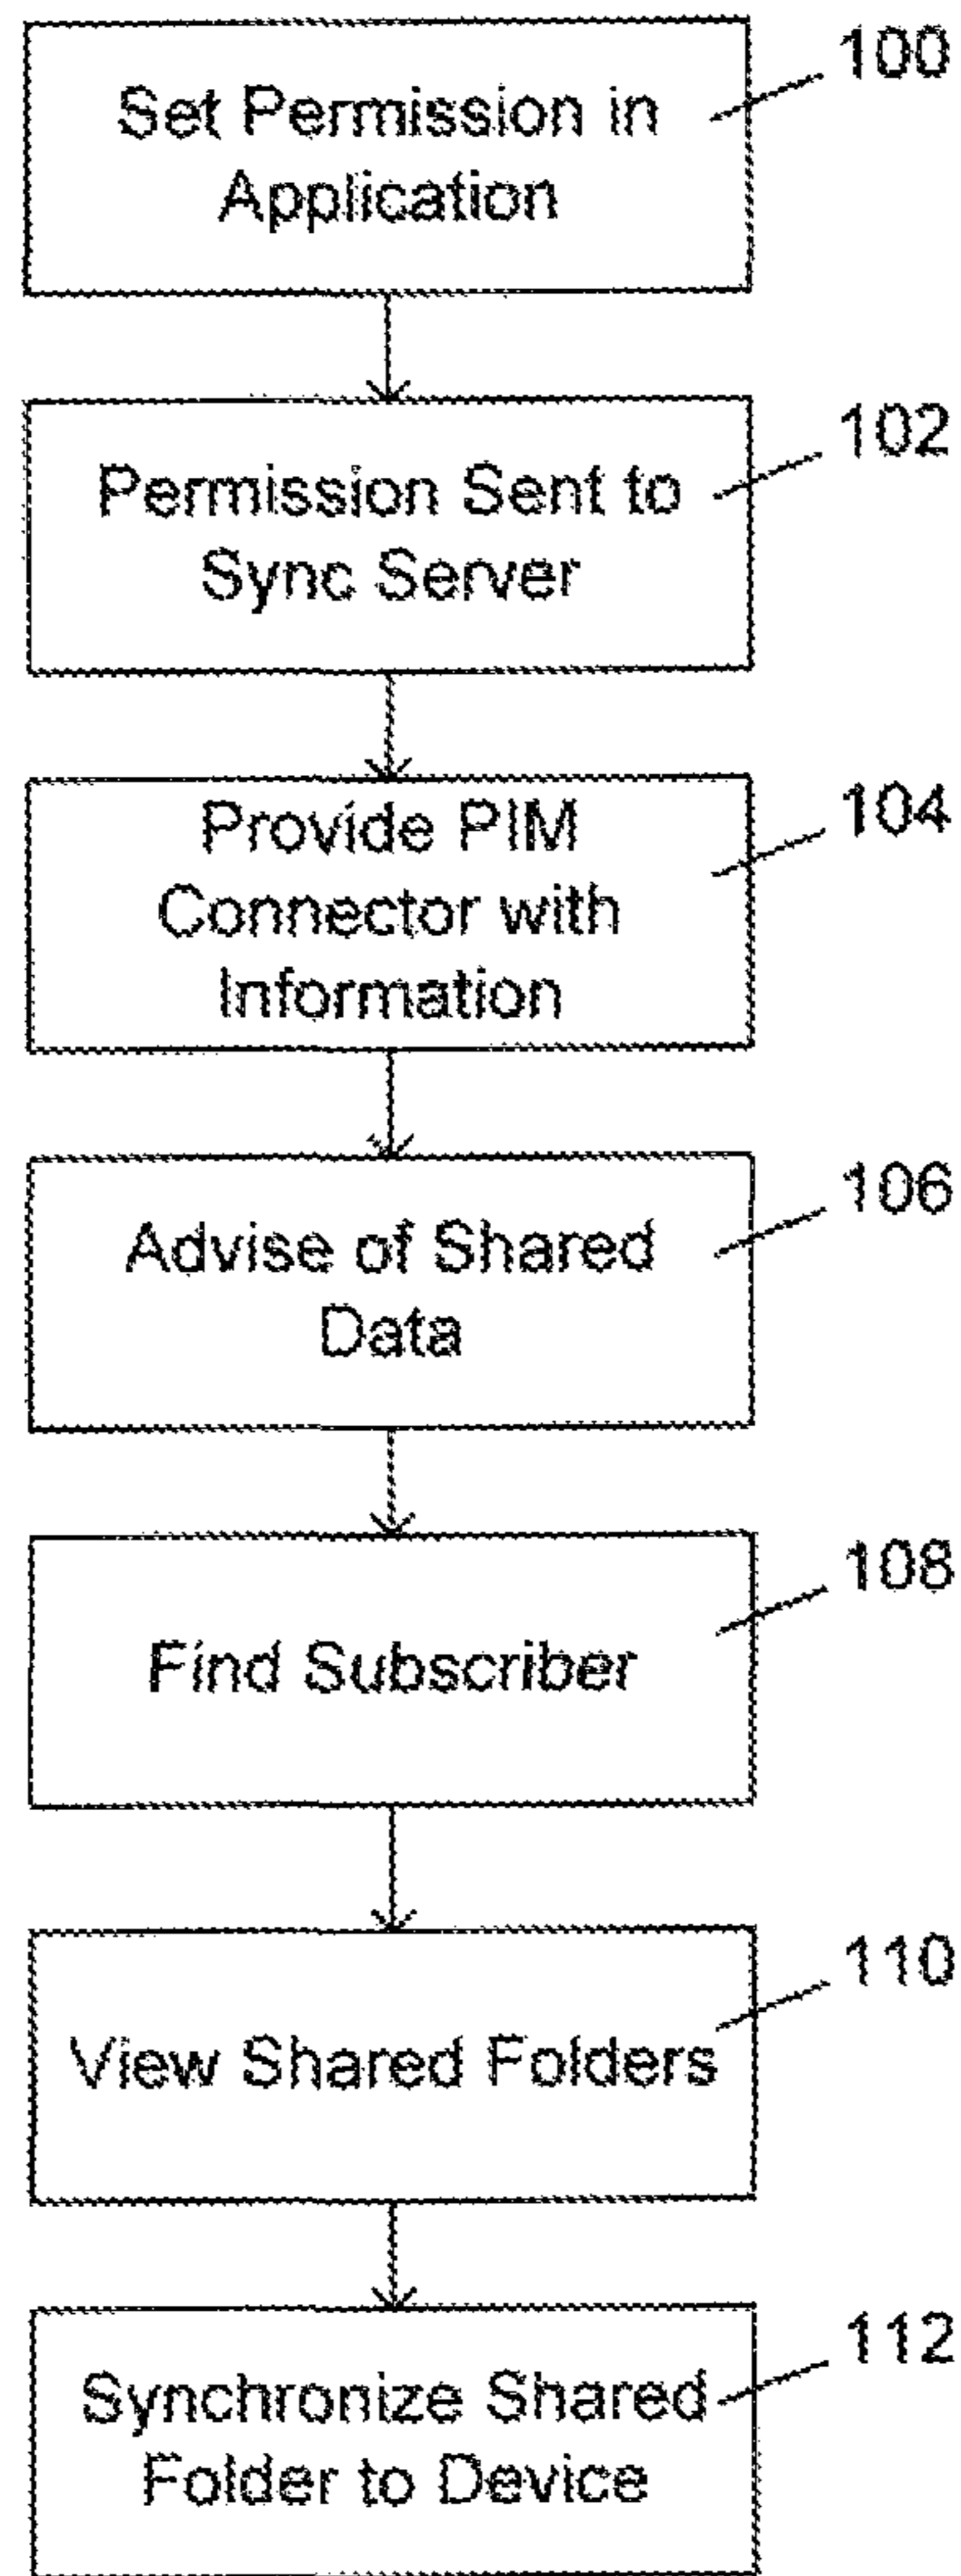 Set Permission in
Application
100
Permission Sent to
Sync Server
102
Provide PIM
Connector with
Information
104
Advise of Shared
Data
106
Find Subscriber
108
View Shared Folders
110
Synchronize Shared
Folder to Device
112